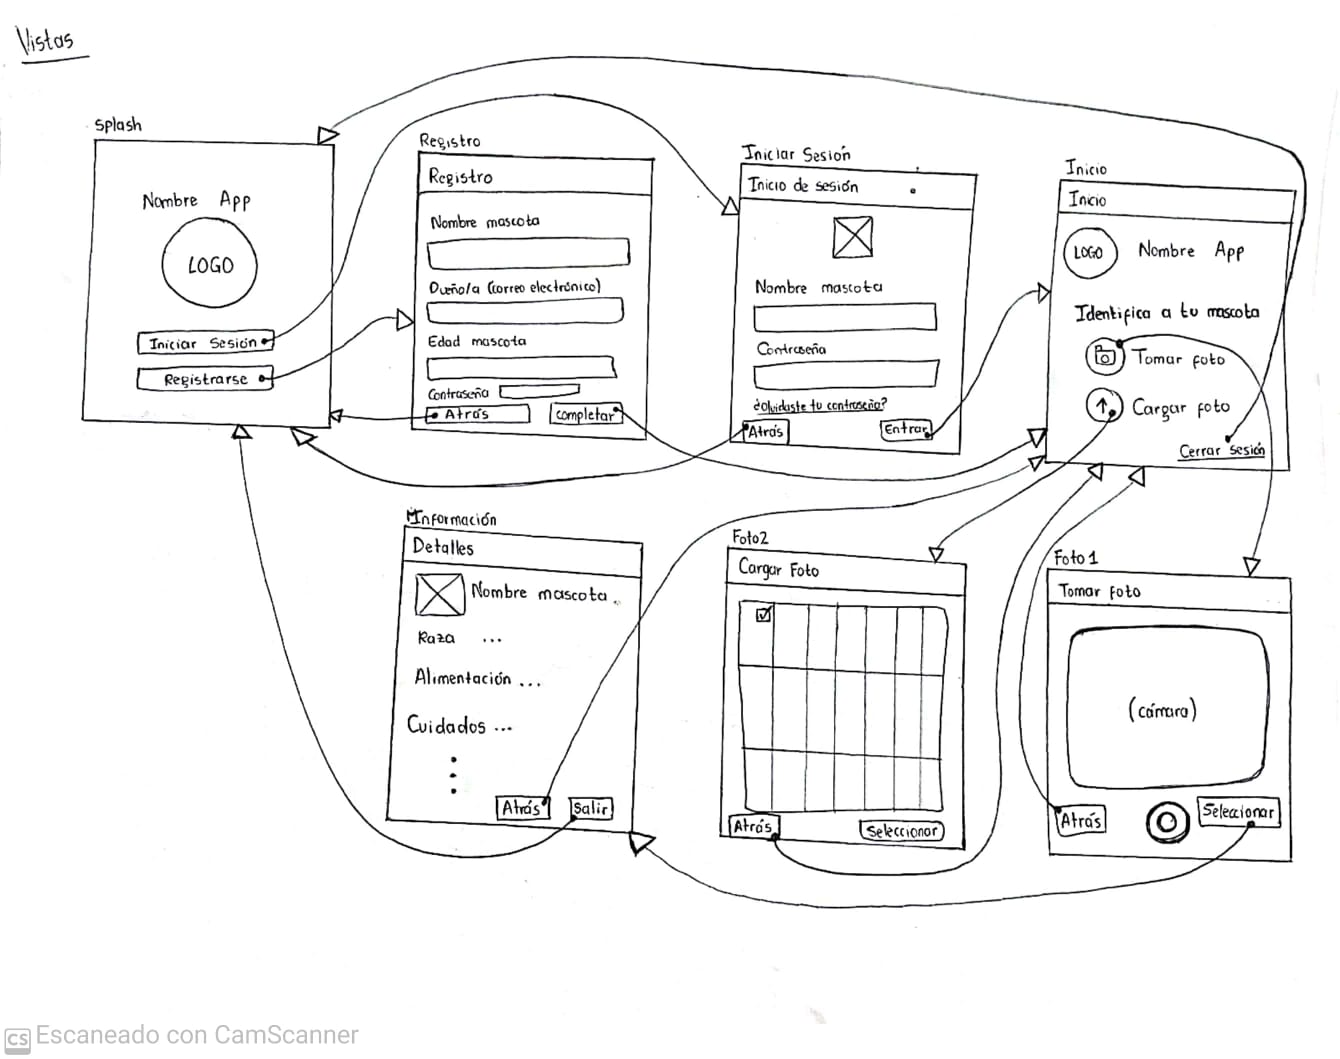 Vistas
Splash
Nombre App
LOGO
Iniciar Sesión
Registrarse
Registro
Registro
Nombre mascota
Dueño/a (correo electrónico)
Edad mascota
Contraseña
Atrás
Completar
Iniciar Sesión
Inicio de sesión
Nombre mascota
Contraseña
¿Olvidaste tu contraseña?
Atrás
Entrar
Inicio
Inicio
LOGO
Nombre App
Identifica a tu mascota
Tomar foto
Cargar foto
Cerrar sesión
Información
Detalles
Nombre mascota
Raza ...
Alimentación ...
Cuidados ...
Atrás
Salir
Foto2
Cargar Foto
Atrás
Seleccionar
Foto 1
Tomar foto
(cámara)
Atrás
Seleccionar
CS Escaneado con CamScanner